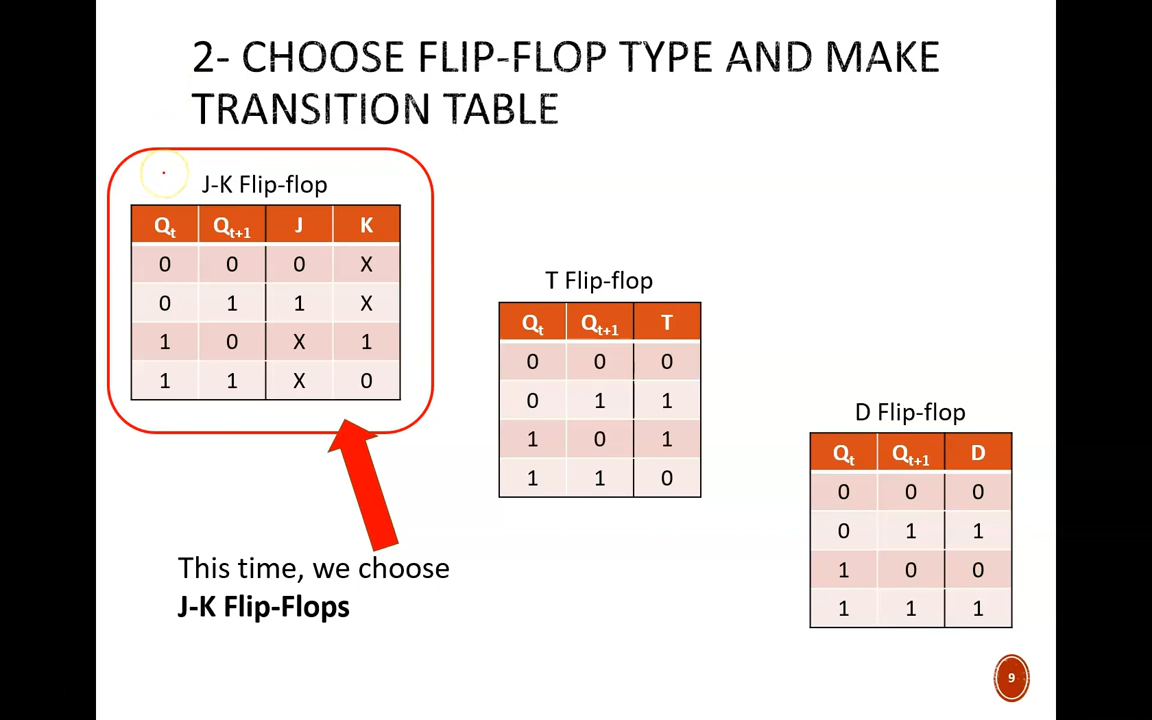 2- CHOOSE FLIP-FLOP TYPE AND MAKE
TRANSITION TABLE
J-K Flip-flop
Qt Qt+1 J K
0 0 0 X
0 1 1 X
1 0 X 1
1 1 X 0
T Flip-flop
Qt Qt+1 T
0 0 0
0 1 1
1 0 1
1 1 0
D Flip-flop
Qt Qt+1 D
0 0 0
0 1 1
1 0 0
1 1 1
This time, we choose
J-K Flip-Flops
9